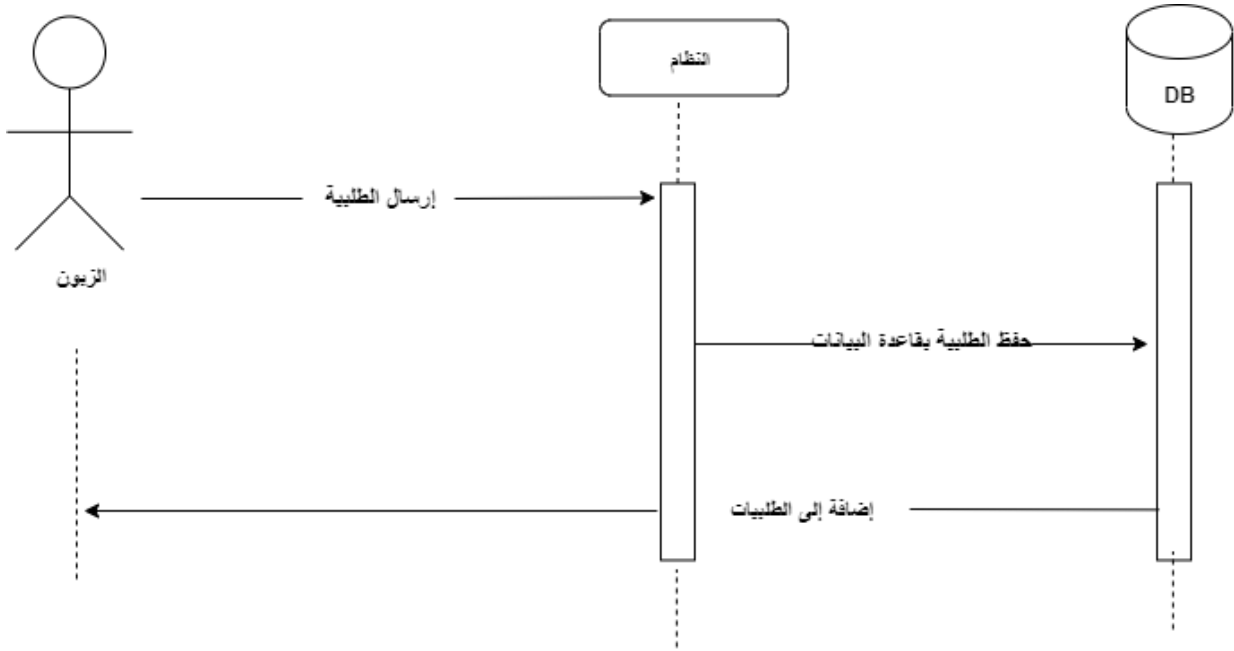 النظام
DB
إرسال الطلبية
الزبون
حفظ الطلبية بقاعدة البيانات
إضافة إلى الطلبيات